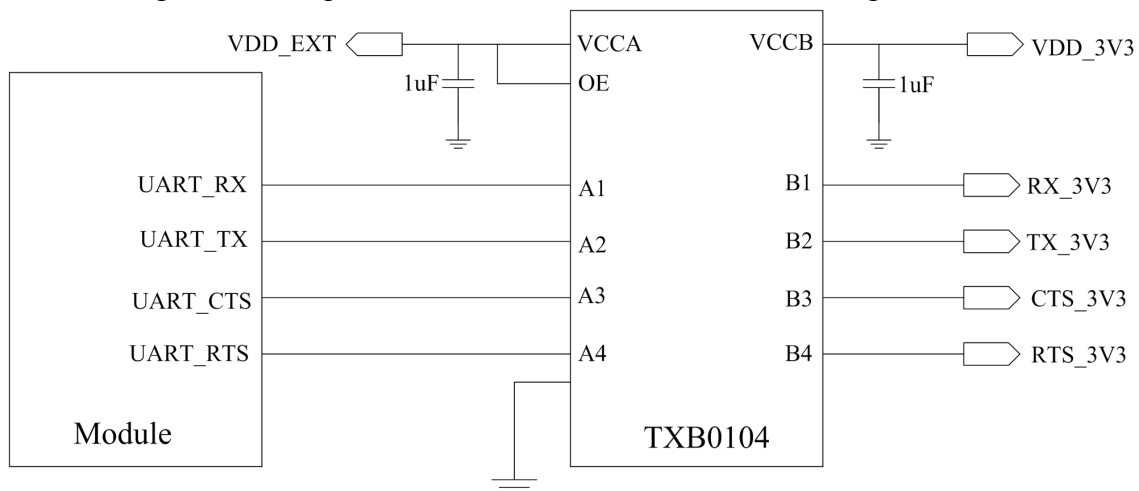 VDD_EXT VCCA VCCB VDD_3V3
1uF OE 1uF
UART_RX A1 B1 RX_3V3
UART_TX A2 B2 TX_3V3
UART_CTS A3 B3 CTS_3V3
UART_RTS A4 B4 RTS_3V3
Module TXB0104